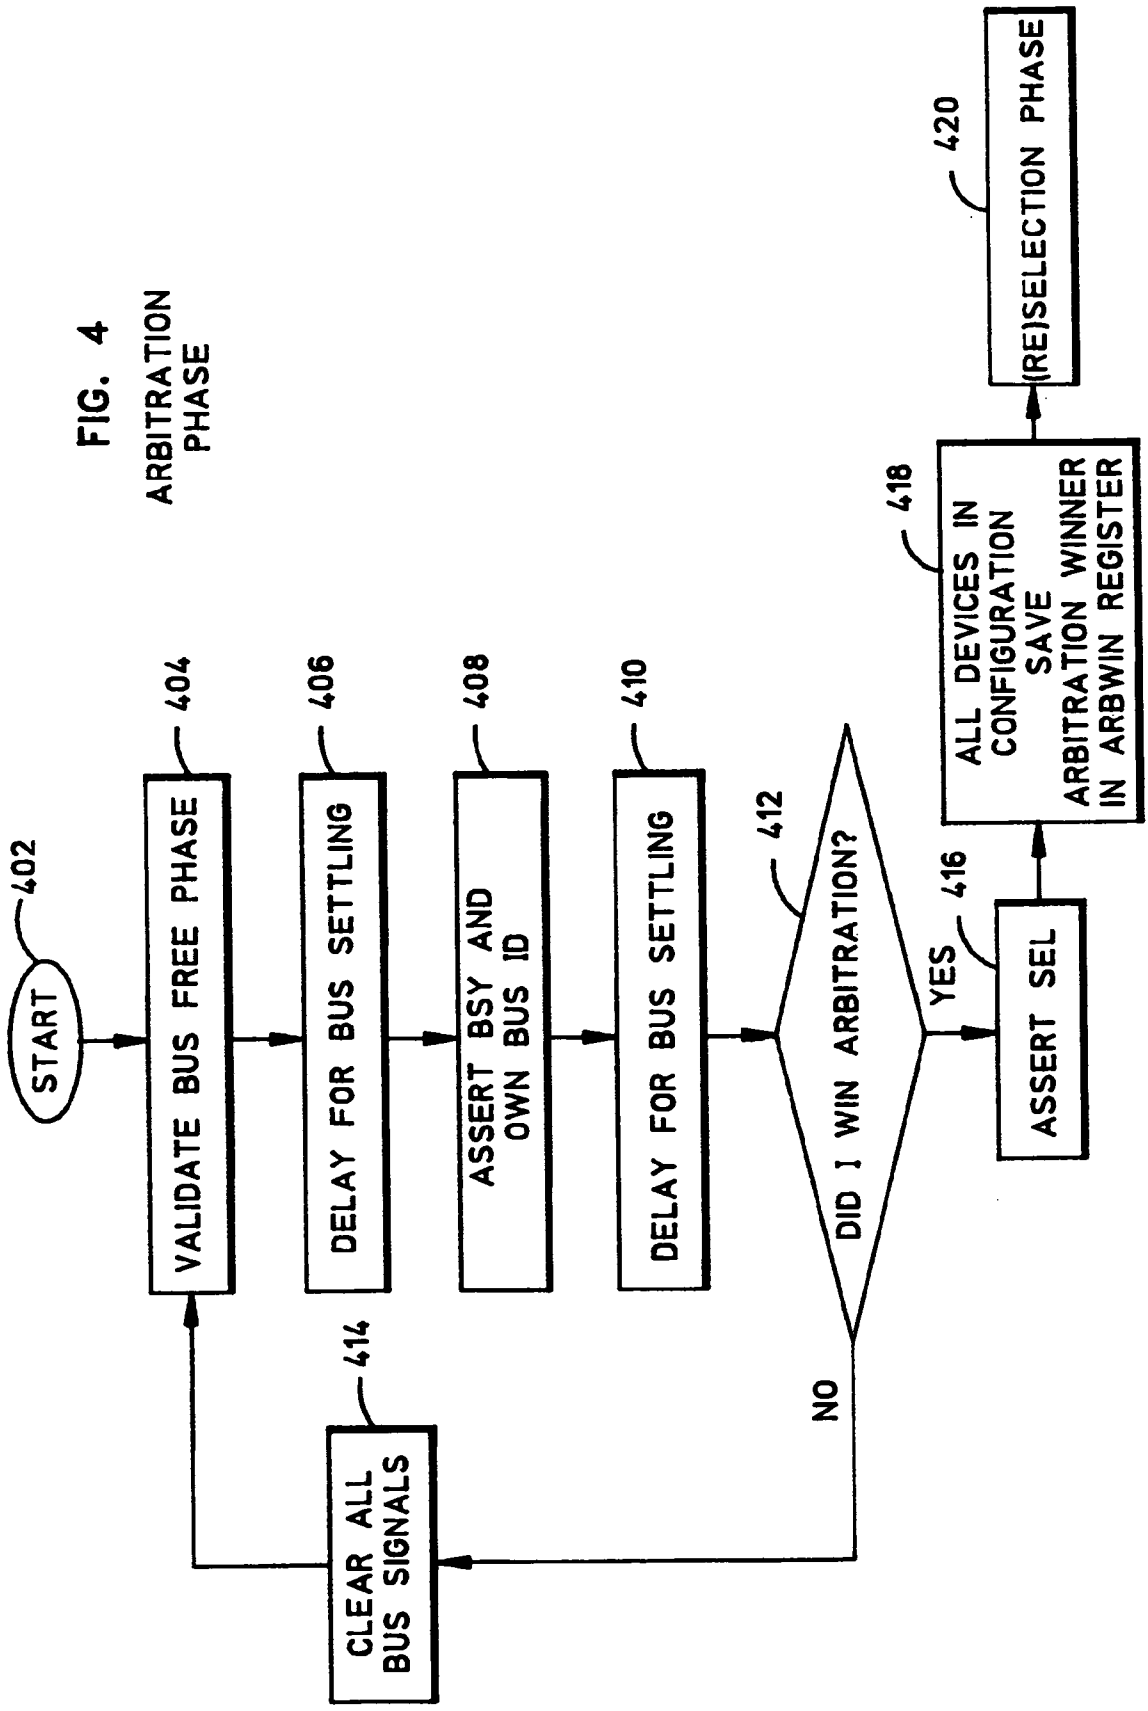 FIG. 4
ARBITRATION
PHASE
START
402
VALIDATE BUS FREE PHASE
404
DELAY FOR BUS SETTLING
406
ASSERT BSY AND
OWN BUS ID
408
DELAY FOR BUS SETTLING
410
DID I WIN ARBITRATION?
412
NO
CLEAR ALL
BUS SIGNALS
414
YES
ASSERT SEL
416
ALL DEVICES IN
CONFIGURATION
SAVE
ARBITRATION WINNER
IN ARBWIN REGISTER
418
(RE)SELECTION PHASE
420